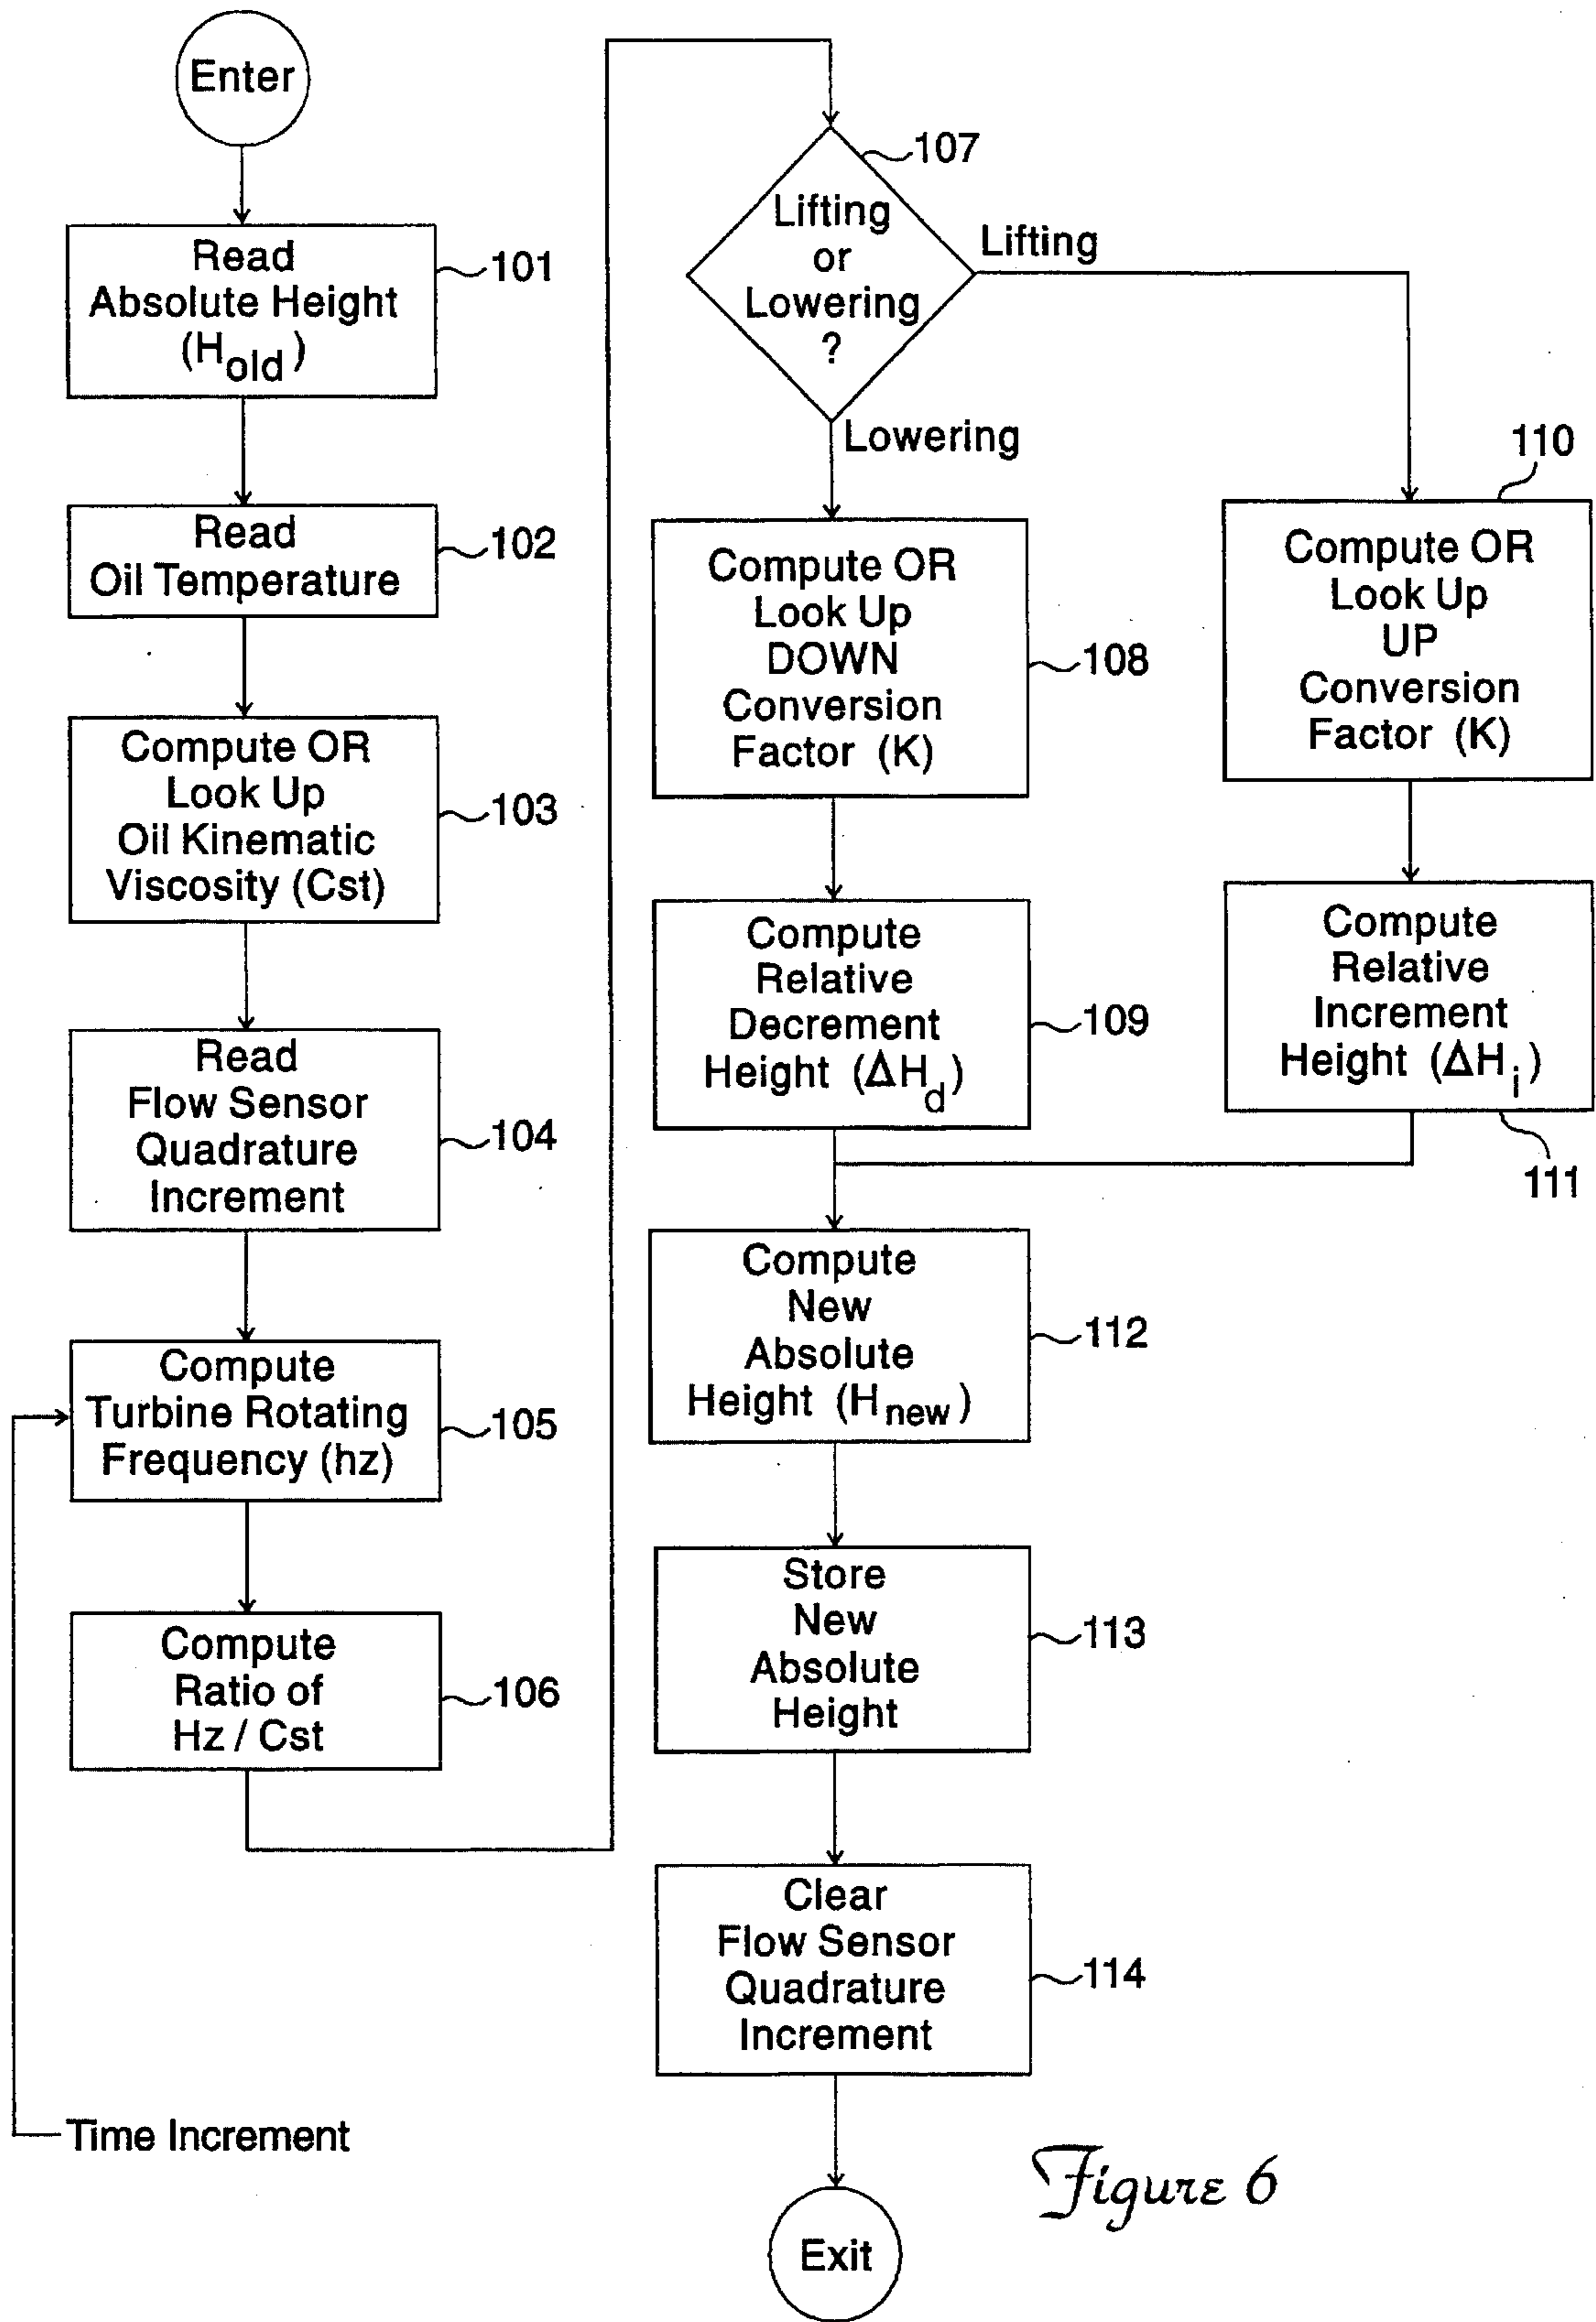 Enter
Read
Absolute Height
(H old )
101
Read
Oil Temperature
102
Compute OR
Look Up
Oil Kinematic
Viscosity (Cst)
103
Read
Flow Sensor
Quadrature
Increment
104
Compute
Turbine Rotating
Frequency (hz)
105
Compute
Ratio of
Hz / Cst
106
Time Increment
Lifting
or
Lowering
?
107
Lifting
Lowering
Compute OR
Look Up
DOWN
Conversion
Factor (K)
108
Compute
Relative
Decrement
Height (ΔH d )
109
110
Compute OR
Look Up
UP
Conversion
Factor (K)
Compute
Relative
Increment
Height (ΔH i )
111
Compute
New
Absolute
Height (H new )
112
Store
New
Absolute
Height
113
Clear
Flow Sensor
Quadrature
Increment
114
Exit
Figure 6